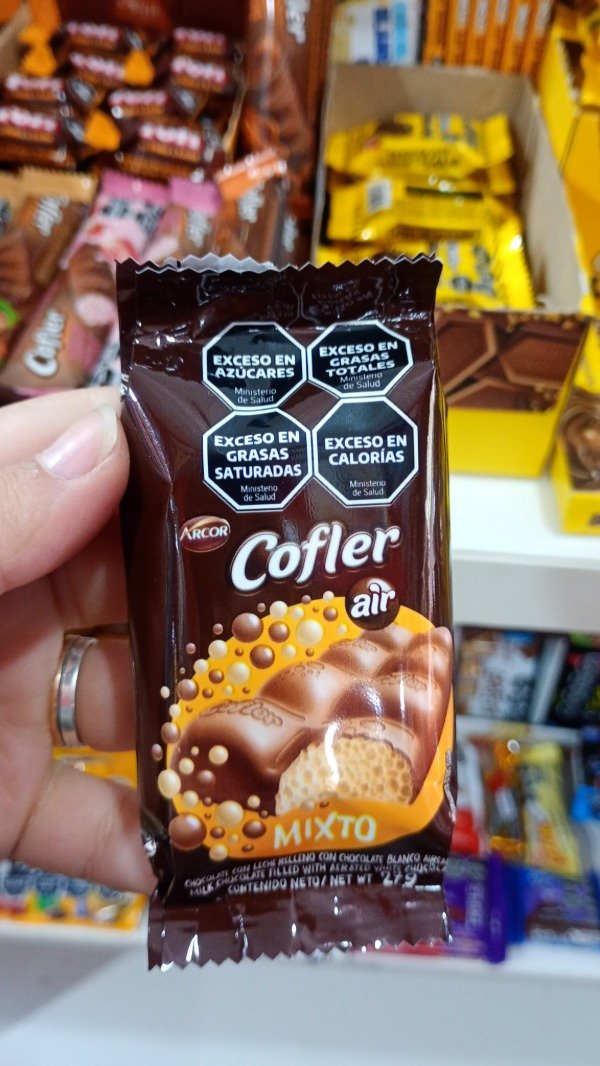 EXCESO EN
AZÚCARES
Ministerio
de Salud
EXCESO EN
GRASAS
TOTALES
Ministerio
de Salud
EXCESO EN
GRASAS
SATURADAS
Ministerio
de Salud
EXCESO EN
CALORÍAS
Ministerio
de Salud
ARCOR
Cofler
air
MIXTO
CHOCOLATE CON LECHE RELLENO CON CHOCOLATE BLANCO
MILK CHOCOLATE FILLED WITH AERATED WHITE CHOCOLATE
CONTENIDO NETO/ NET WT 27g
Cofler